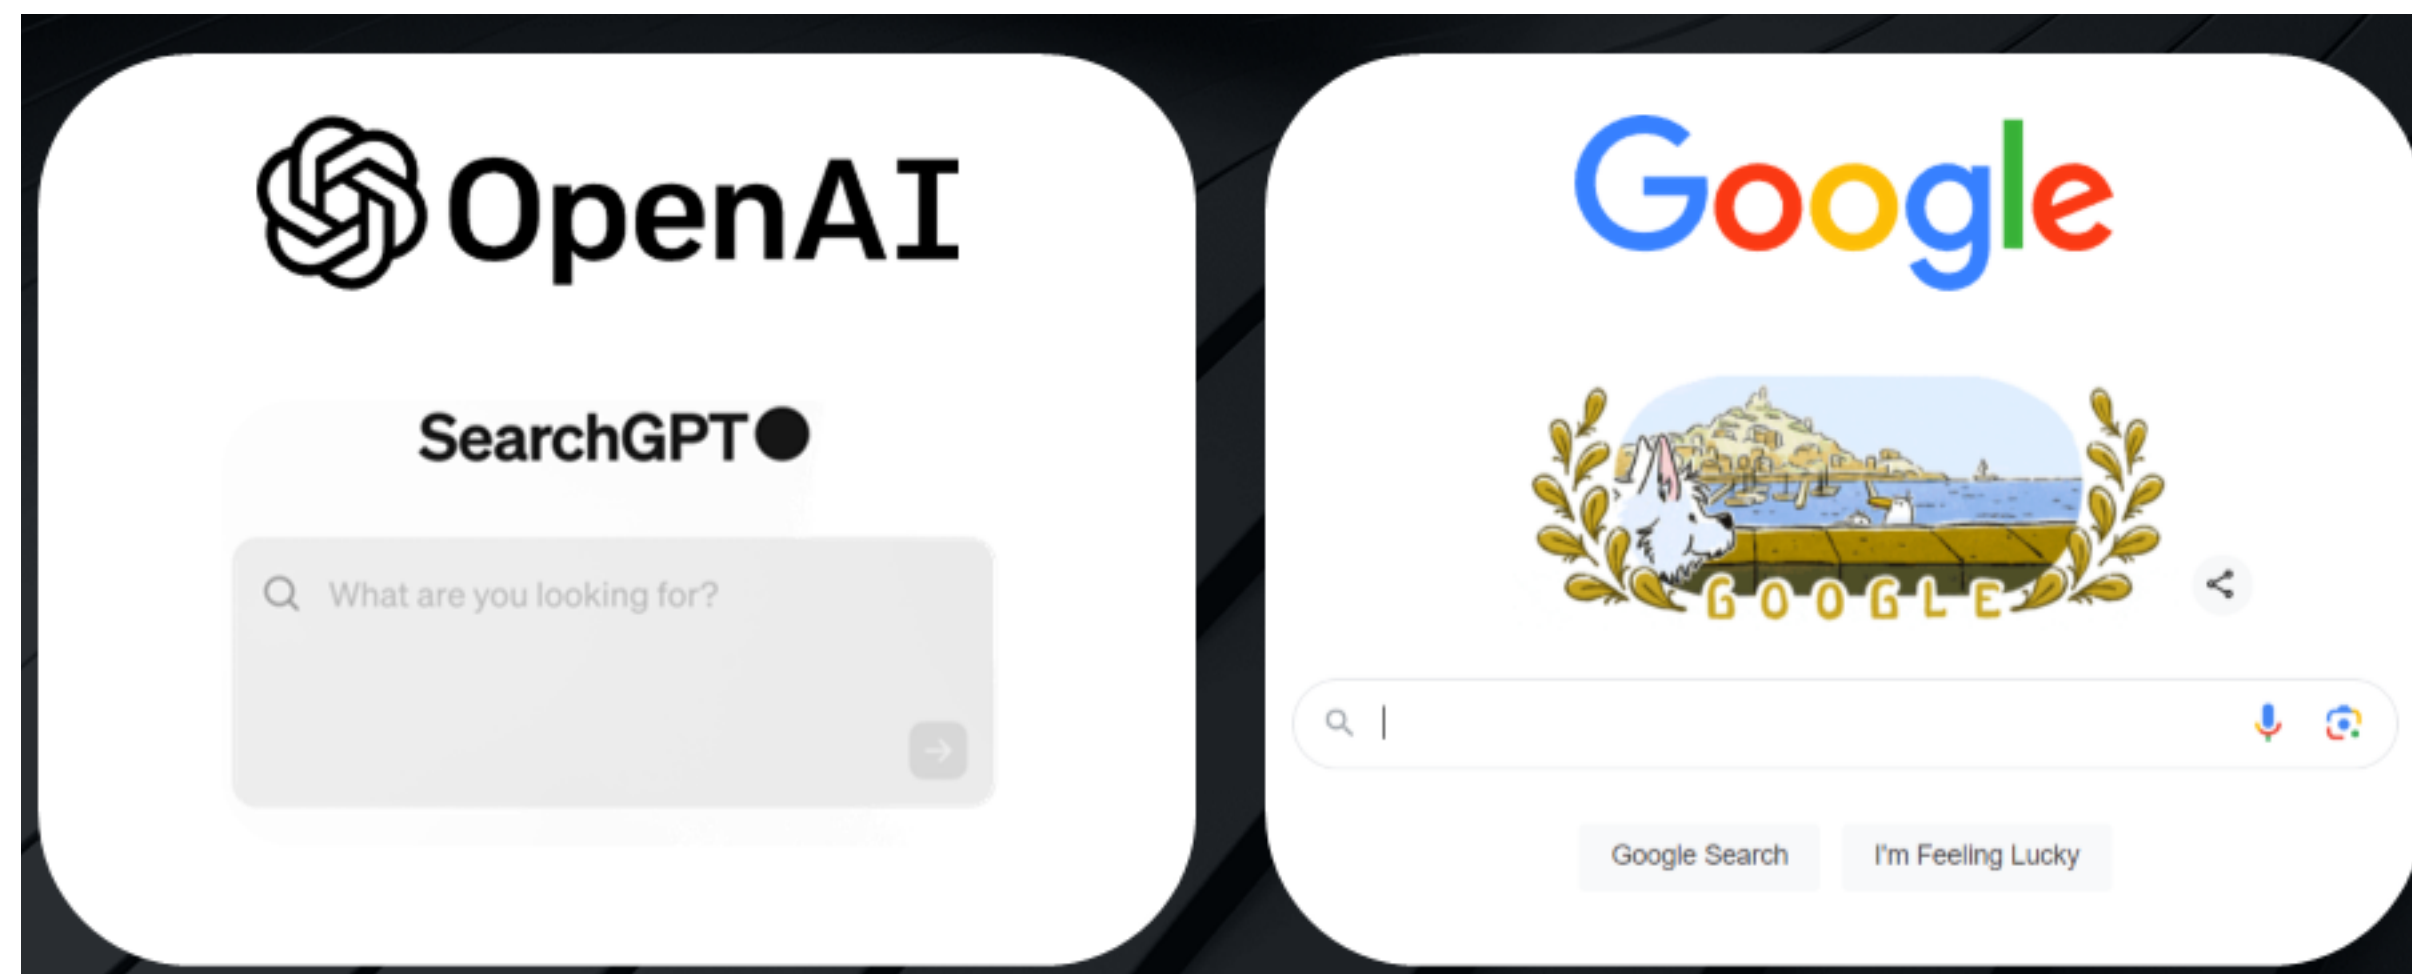 OpenAI
SearchGPT
What are you looking for?
Google
GOOGLE
Google Search
I'm Feeling Lucky